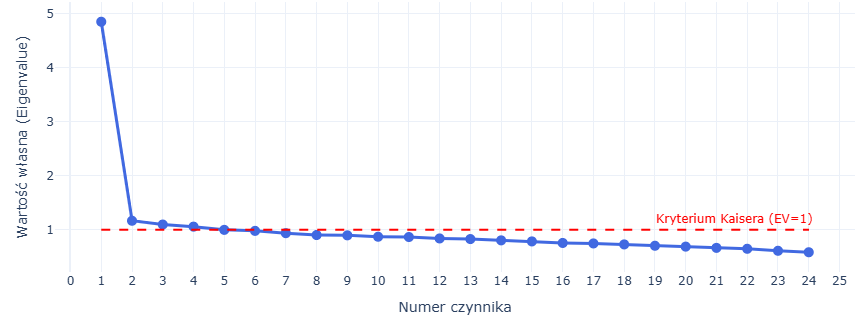 Wartość własna (Eigenvalue)
5
4
3
2
1
Kryterium Kaisera (EV=1)
0 1 2 3 4 5 6 7 8 9 10 11 12 13 14 15 16 17 18 19 20 21 22 23 24 25
Numer czynnika